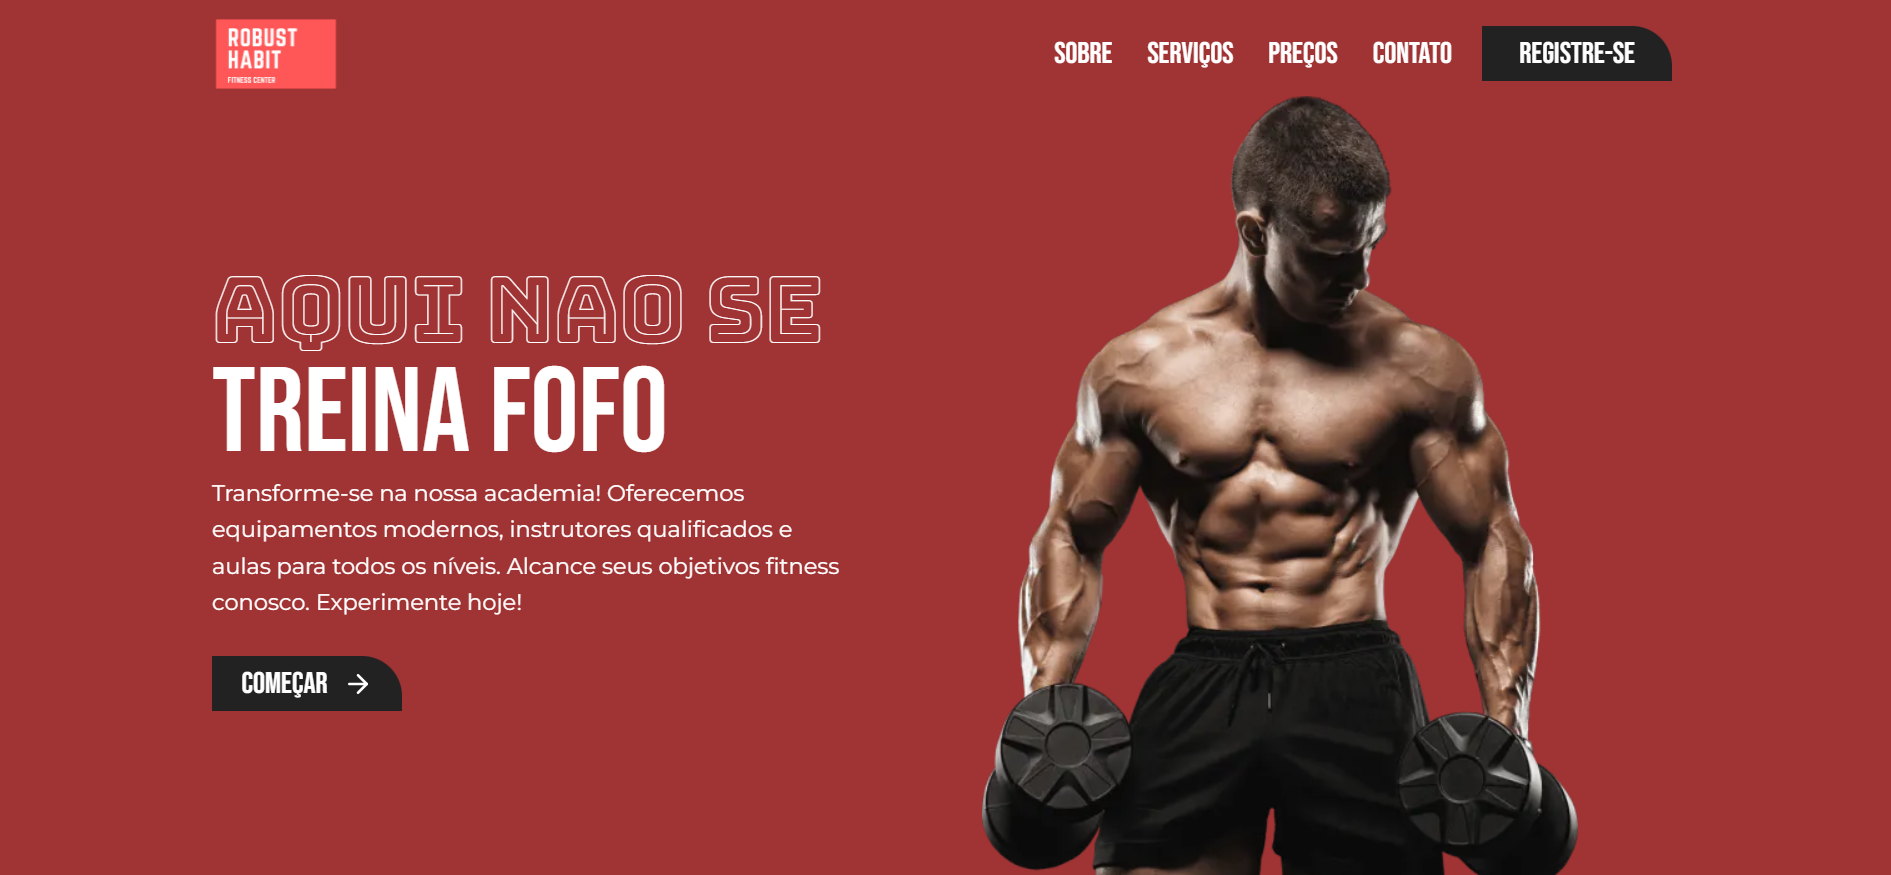 ROBUST
HABIT
FITNESS CENTER
SOBRE SERVIÇOS PREÇOS CONTATO REGISTRE-SE
AQUI NAO SE
TREINA FOFO
Transforme-se na nossa academia! Oferecemos
equipamentos modernos, instrutores qualificados e
aulas para todos os níveis. Alcance seus objetivos fitness
conosco. Experimente hoje!
COMEÇAR